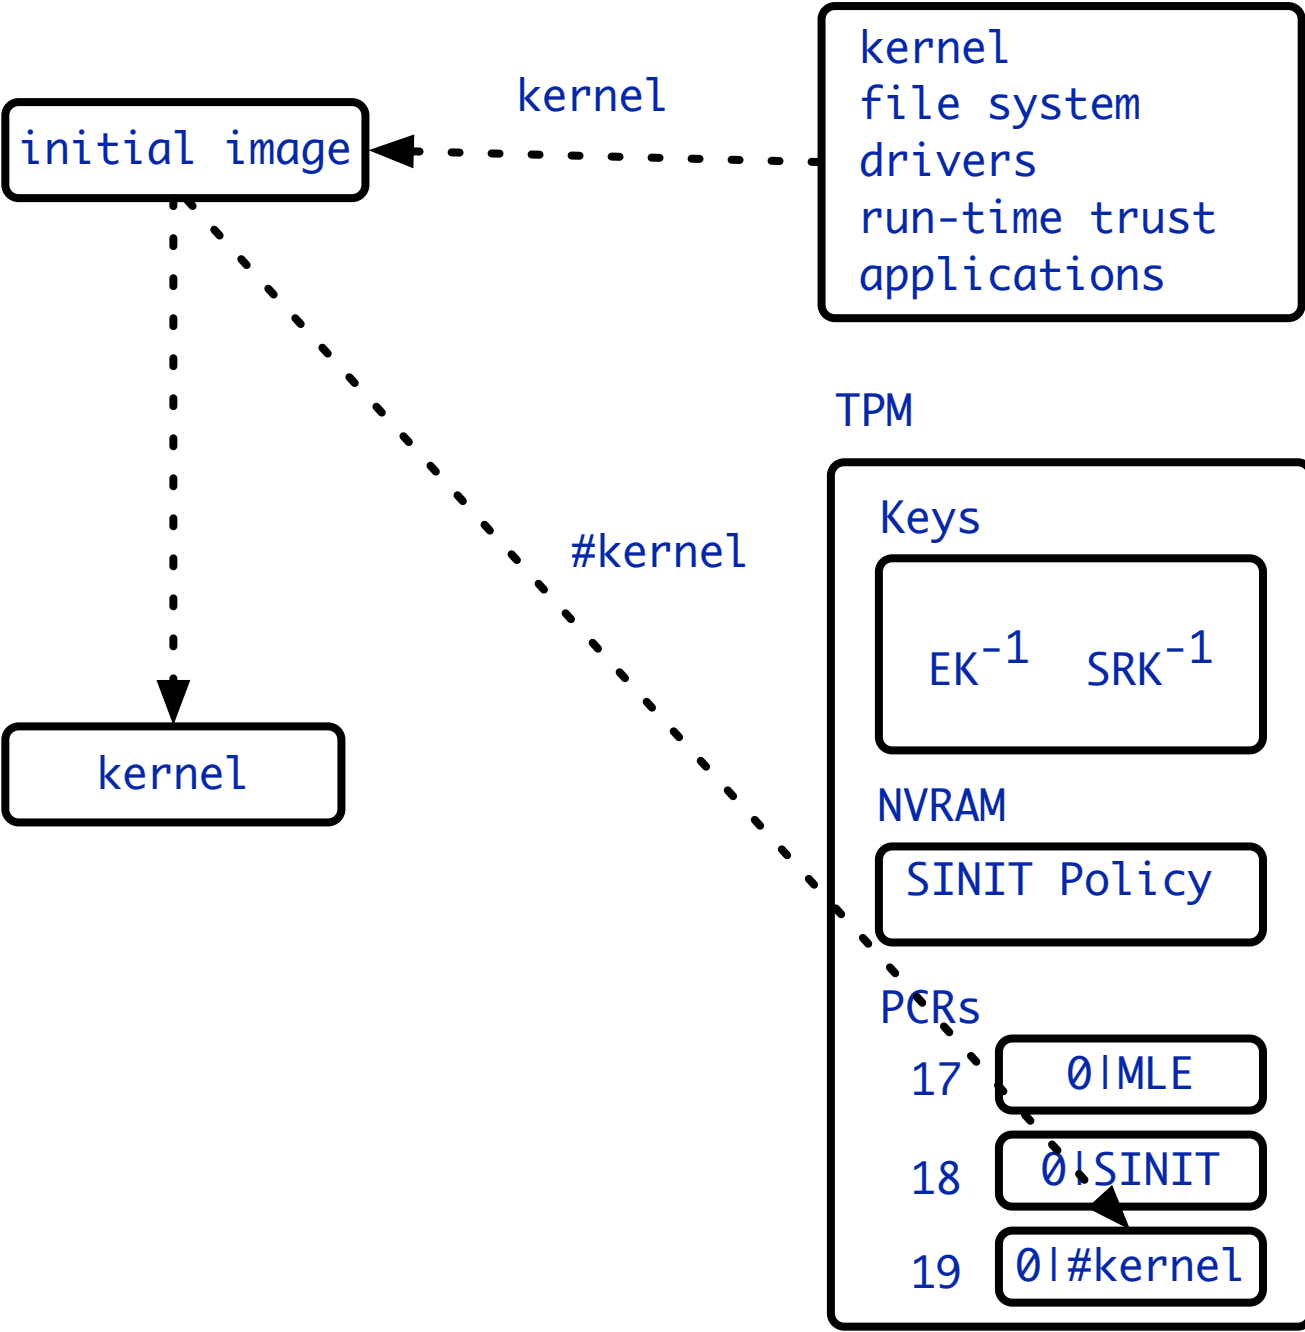 kernel
file system
drivers
run-time trust
applications
kernel
initial image
TPM
Keys
#kernel
EK-1 SRK-1
kernel
NVRAM
SINIT Policy
PCRs
17 0|MLE
18 0|SINIT
19 0|#kernel